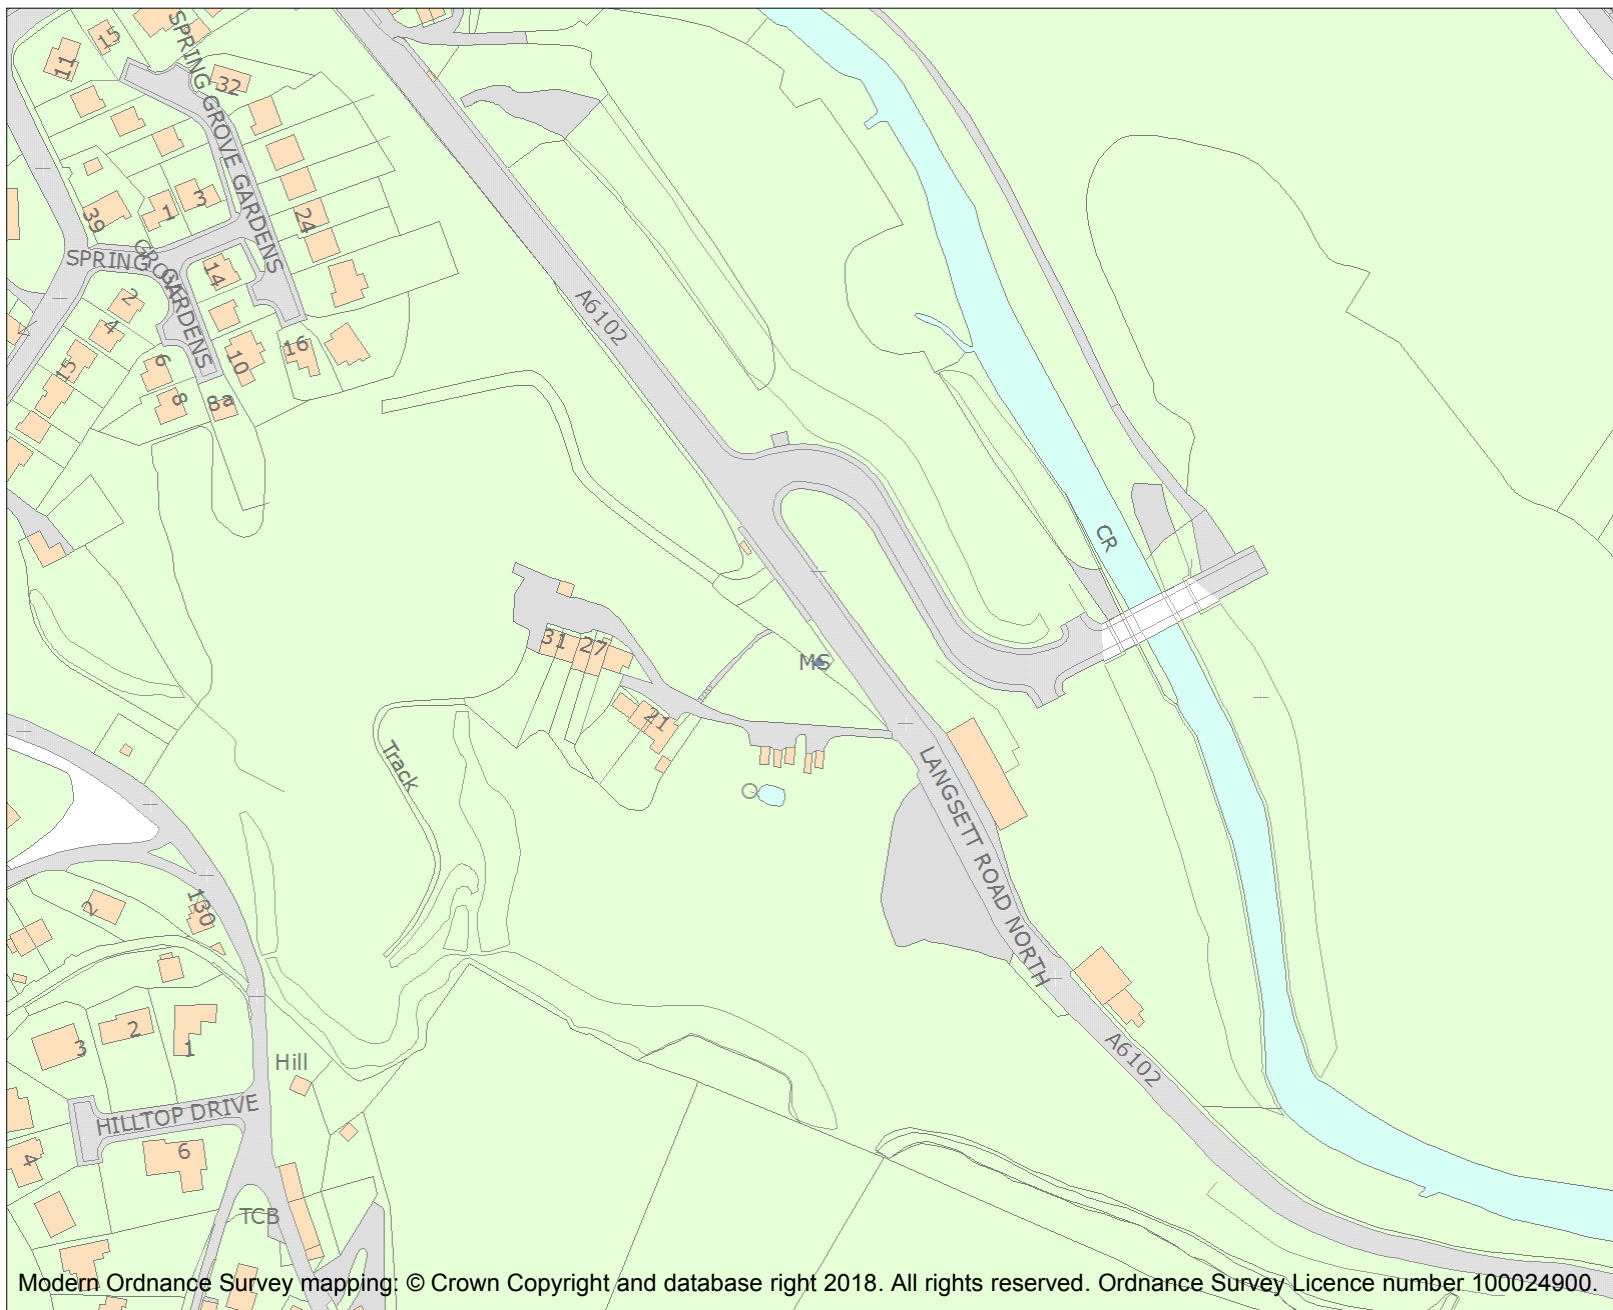 11
15
SPRING GROVE GARDENS
32
39
1
3
24
SPRING
GROVE
GARDENS
14
2
4
15
6
8
8a
10
16
A6102
CR
31
27
21
MS
Track
LANGSETT ROAD NORTH
2
130
3
2
1
Hill
HILLTOP DRIVE
4
6
TCB
A6102
Modern Ordnance Survey mapping: © Crown Copyright and database right 2018. All rights reserved. Ordnance Survey Licence number 100024900.